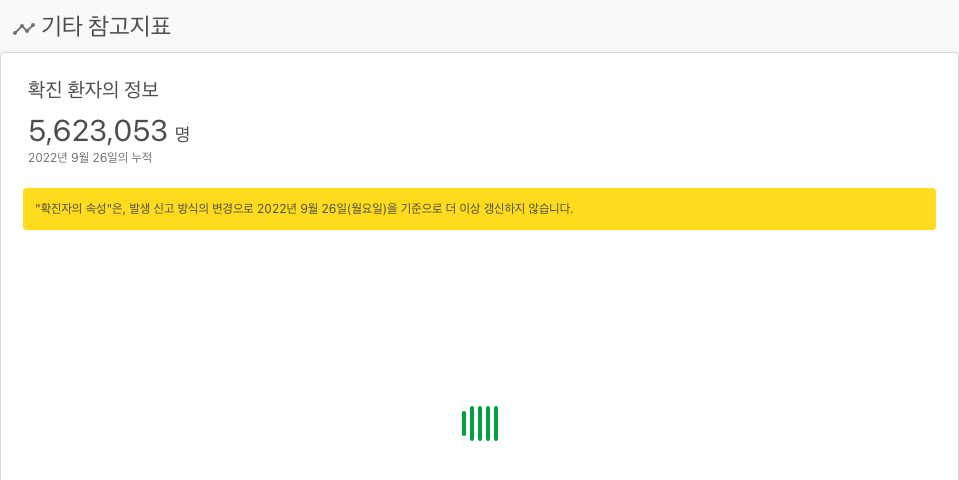 기타 참고지표
확진 환자의 정보
5,623,053 명
2022년 9월 26일의 누적
"확진자의 속성"은, 발생 신고 방식의 변경으로 2022년 9월 26일(월요일)을 기준으로 더 이상 갱신하지 않습니다.